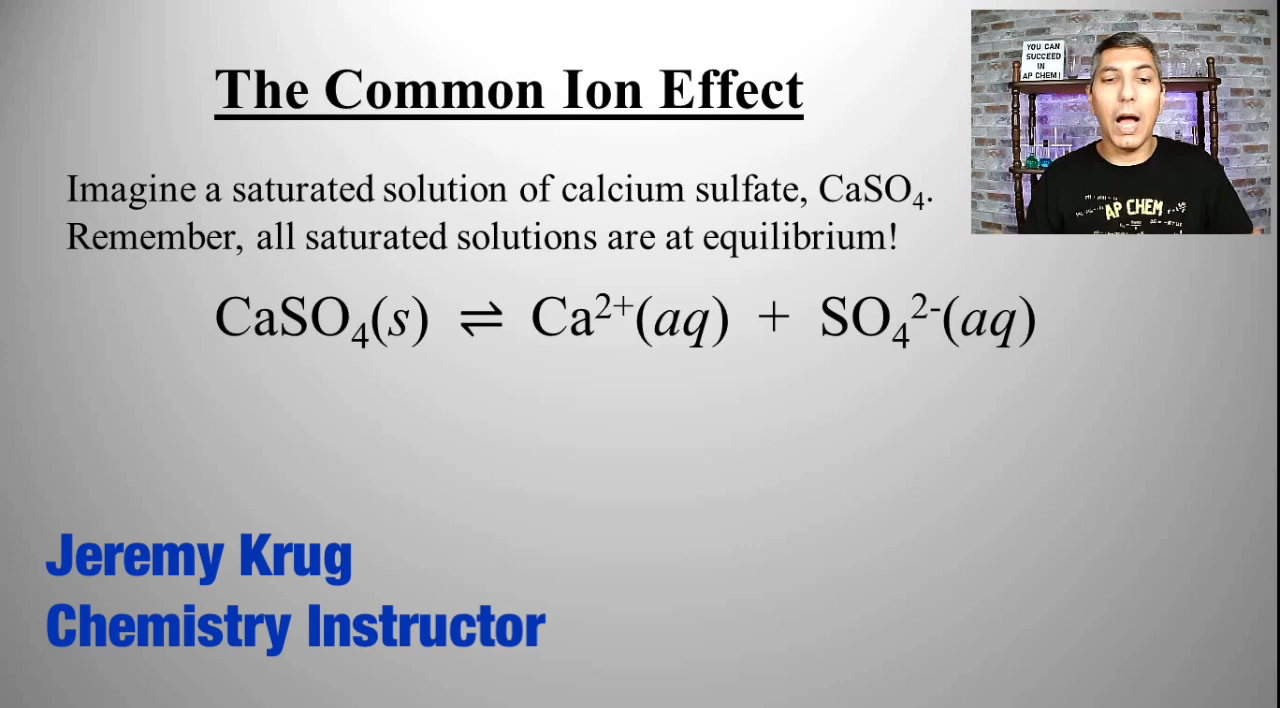 The Common Ion Effect
YOU CAN
SUCCEED
IN
AP CHEM!
AP CHEM
Imagine a saturated solution of calcium sulfate, CaSO₄.
Remember, all saturated solutions are at equilibrium!
CaSO₄(s) ⇌ Ca²⁺(aq) + SO₄²⁻(aq)
Jeremy Krug
Chemistry Instructor